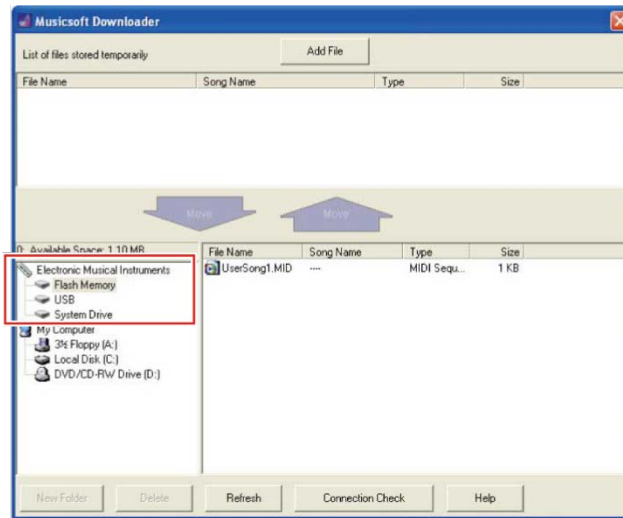 Musicsoft Downloader
List of files stored temporarily
Add File
File Name Song Name Type Size
Move Move
0: Available Space: 1.10 MB
File Name Song Name Type Size
UserSong1.MID ---- MIDI Sequ... 1 KB
Electronic Musical Instruments
Flash Memory
USB
System Drive
My Computer
3½ Floppy (A:)
Local Disk (C:)
DVD/CD-RW Drive (D:)
New Folder Delete Refresh Connection Check Help